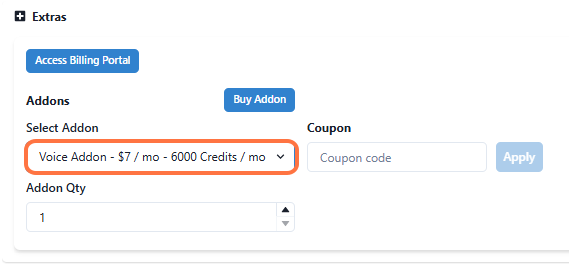 Extras
Access Billing Portal
Addons
Buy Addon
Select Addon
Coupon
Voice Addon - $7 / mo - 6000 Credits / mo
Coupon code
Apply
Addon Qty
1